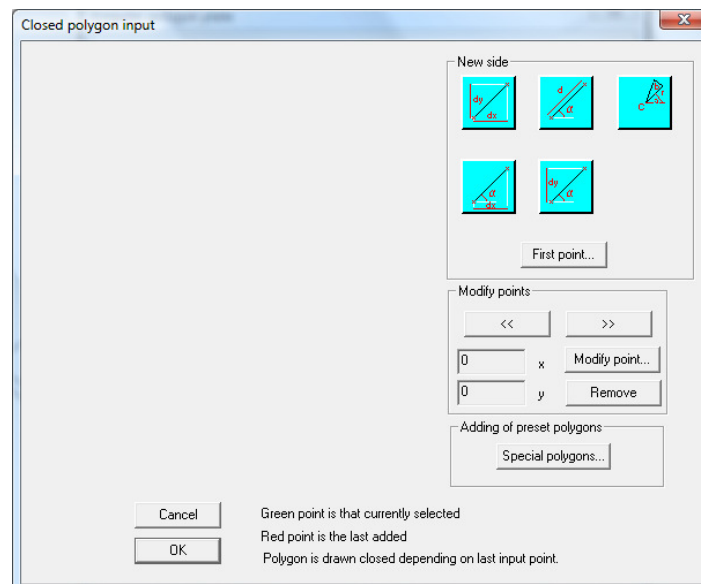 Closed polygon input
New side
dy
dx
d
α
C
α
dx
dy
α
First point...
Modify points
<<
>>
0
x
Modify point...
0
y
Remove
Adding of preset polygons
Special polygons...
Cancel
Green point is that currently selected
Red point is the last added
OK
Polygon is drawn closed depending on last input point.